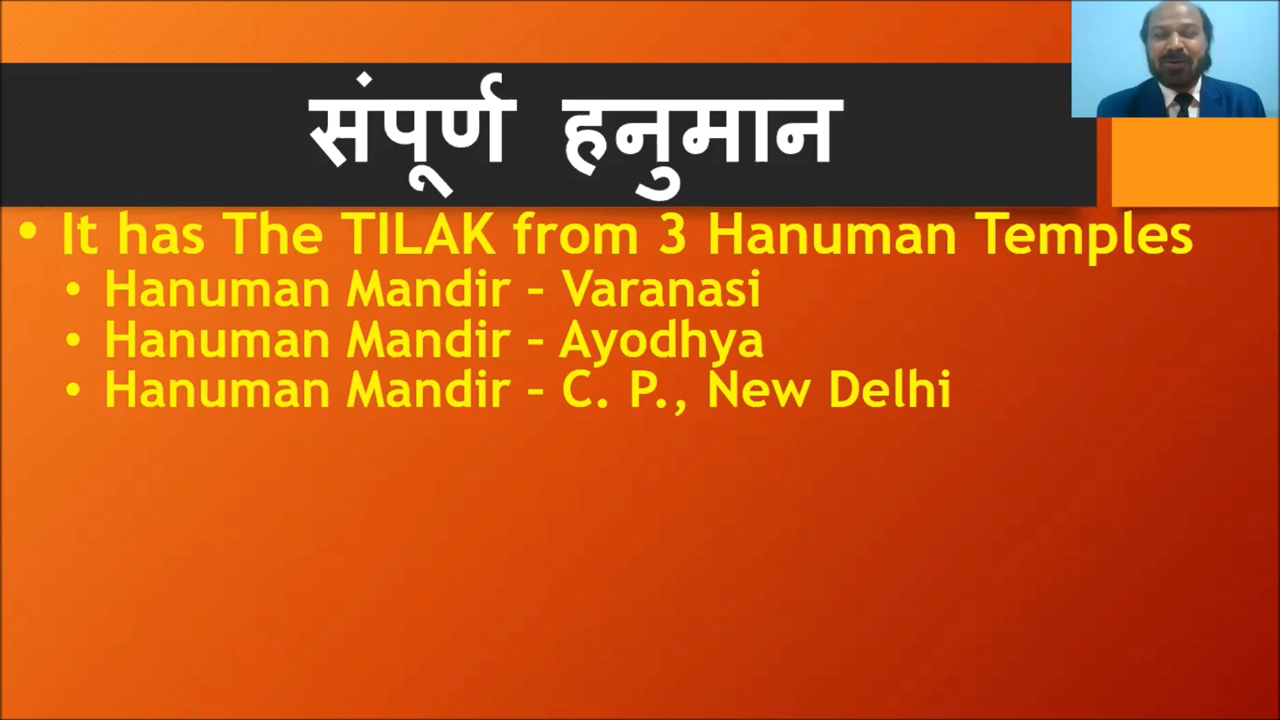 संपूर्ण हनुमान
• It has The TILAK from 3 Hanuman Temples
• Hanuman Mandir – Varanasi
• Hanuman Mandir – Ayodhya
• Hanuman Mandir – C. P., New Delhi